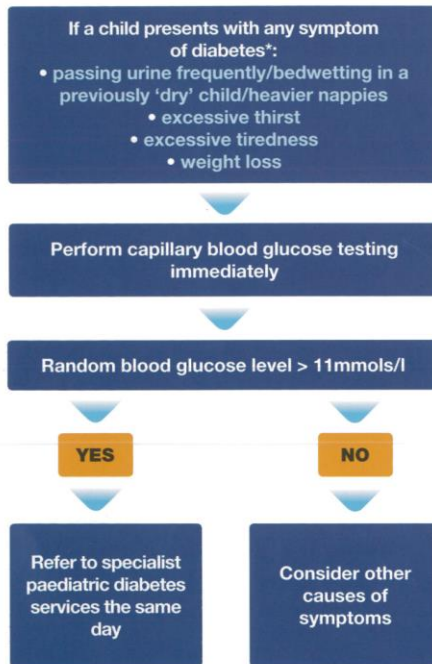 If a child presents with any symptom
of diabetes*:
• passing urine frequently/bedwetting in a
previously ‘dry’ child/heavier nappies
• excessive thirst
• excessive tiredness
• weight loss
Perform capillary blood glucose testing
immediately
Random blood glucose level > 11mmols/l
YES
NO
Refer to specialist
paediatric diabetes
services the same
day
Consider other
causes of
symptoms